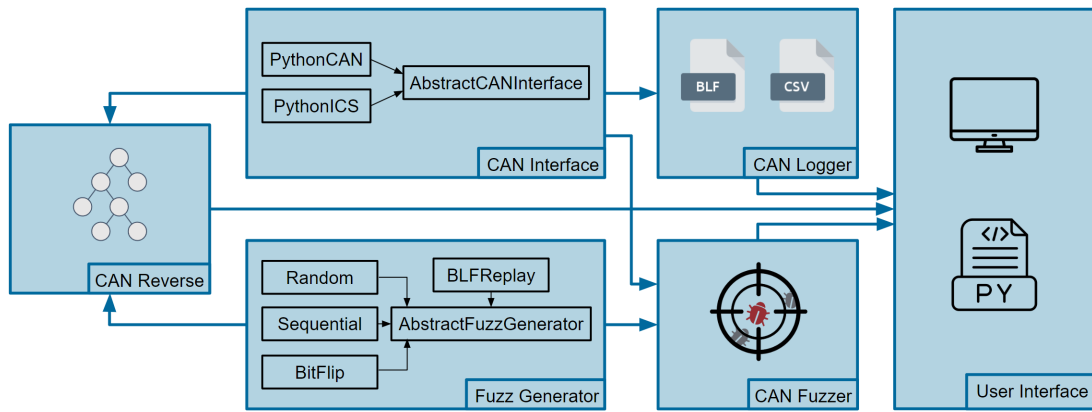 PythonCAN
PythonICS
AbstractCANInterface
CAN Interface
BLF
CSV
CAN Logger
CAN Reverse
Random
Sequential
BitFlip
BLFReplay
AbstractFuzzGenerator
Fuzz Generator
CAN Fuzzer
</>
PY
User Interface